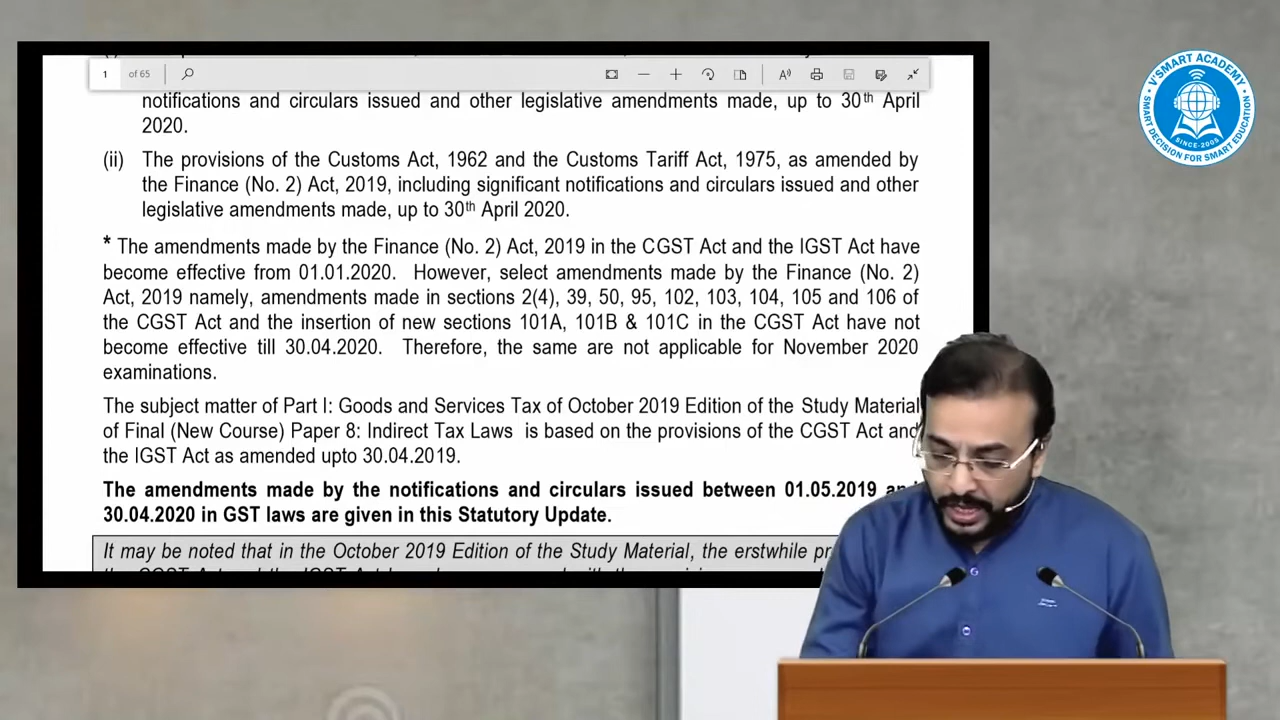 1 of 65
notifications and circulars issued and other legislative amendments made, up to 30th April
2020.
(ii) The provisions of the Customs Act, 1962 and the Customs Tariff Act, 1975, as amended by
the Finance (No. 2) Act, 2019, including significant notifications and circulars issued and other
legislative amendments made, up to 30th April 2020.
* The amendments made by the Finance (No. 2) Act, 2019 in the CGST Act and the IGST Act have
become effective from 01.01.2020. However, select amendments made by the Finance (No. 2)
Act, 2019 namely, amendments made in sections 2(4), 39, 50, 95, 102, 103, 104, 105 and 106 of
the CGST Act and the insertion of new sections 101A, 101B & 101C in the CGST Act have not
become effective till 30.04.2020. Therefore, the same are not applicable for November 2020
examinations.
The subject matter of Part I: Goods and Services Tax of October 2019 Edition of the Study Material
of Final (New Course) Paper 8: Indirect Tax Laws is based on the provisions of the CGST Act and
the IGST Act as amended upto 30.04.2019.
The amendments made by the notifications and circulars issued between 01.05.2019
30.04.2020 in GST laws are given in this Statutory Update.
It may be noted that in the October 2019 Edition of the Study Material, the erstwhile
V'SMART ACADEMY
SINCE-2005
SMART DECISION FOR SMART EDUCATION